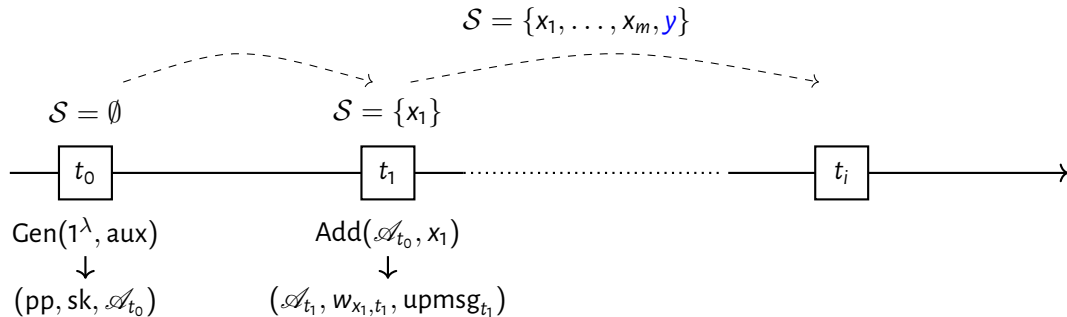 𝒮 = {x₁, . . . , xₘ, y}
𝒮 = ∅
𝒮 = {x₁}
t₀
t₁
tᵢ
Gen(1^λ, aux)
Add(𝒜_{t₀}, x₁)
(pp, sk, 𝒜_{t₀})
(𝒜_{t₁}, w_{x₁,t₁}, upmsg_{t₁})